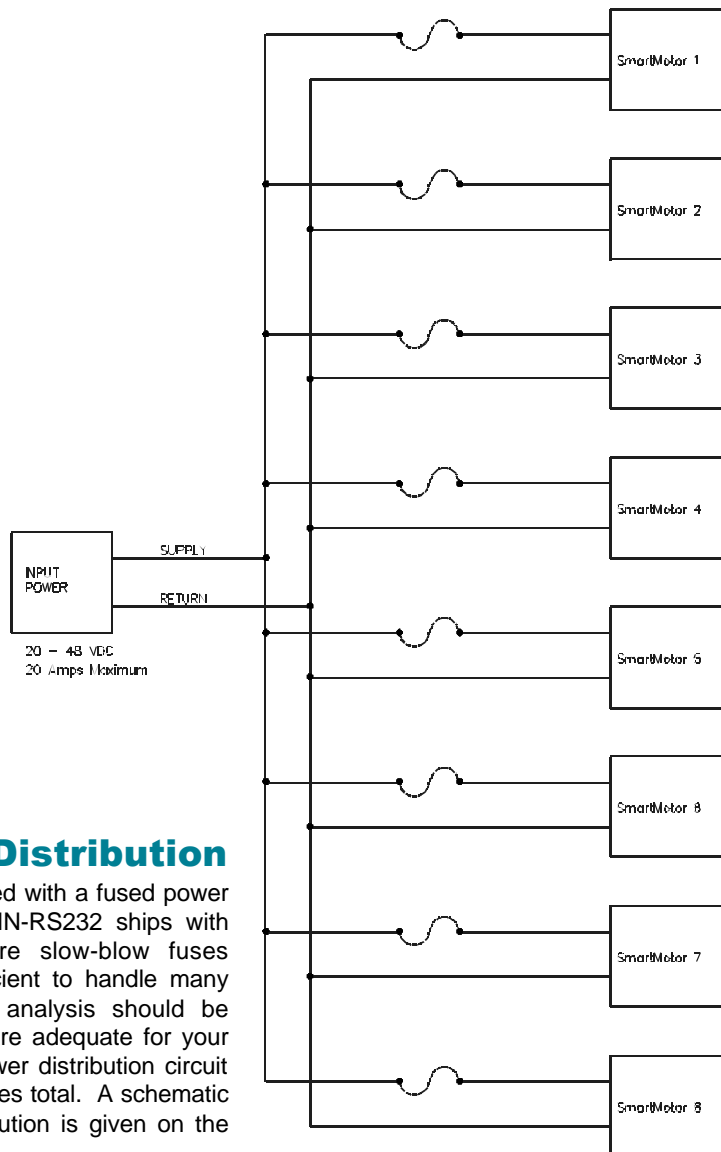 SmartMotor 1
SmartMotor 2
SmartMotor 3
SmartMotor 4
SUPPLY
INPUT
POWER
RETURN
20 - 48 VDC
20 Amps Maximum
SmartMotor 5
SmartMotor 6
Distribution
ed with a fused power
IN-RS232 ships with
re slow-blow fuses
cient to handle many
analysis should be
re adequate for your
wer distribution circuit
es total. A schematic
ution is given on the
SmartMotor 7
SmartMotor 8